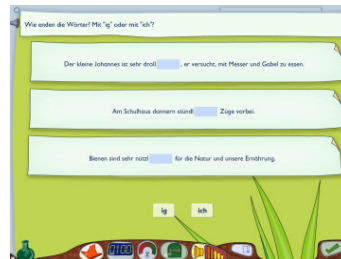 Wie enden die Wörter? Mit "ig" oder mit "ich"?
Der kleine Johannes ist sehr droll , er versucht, mit Messer und Gabel zu essen.
Am Schulhaus donnern stündl Züge vorbei.
Bienen sind sehr nützl für die Natur und unsere Ernährung.
ig ich
0100